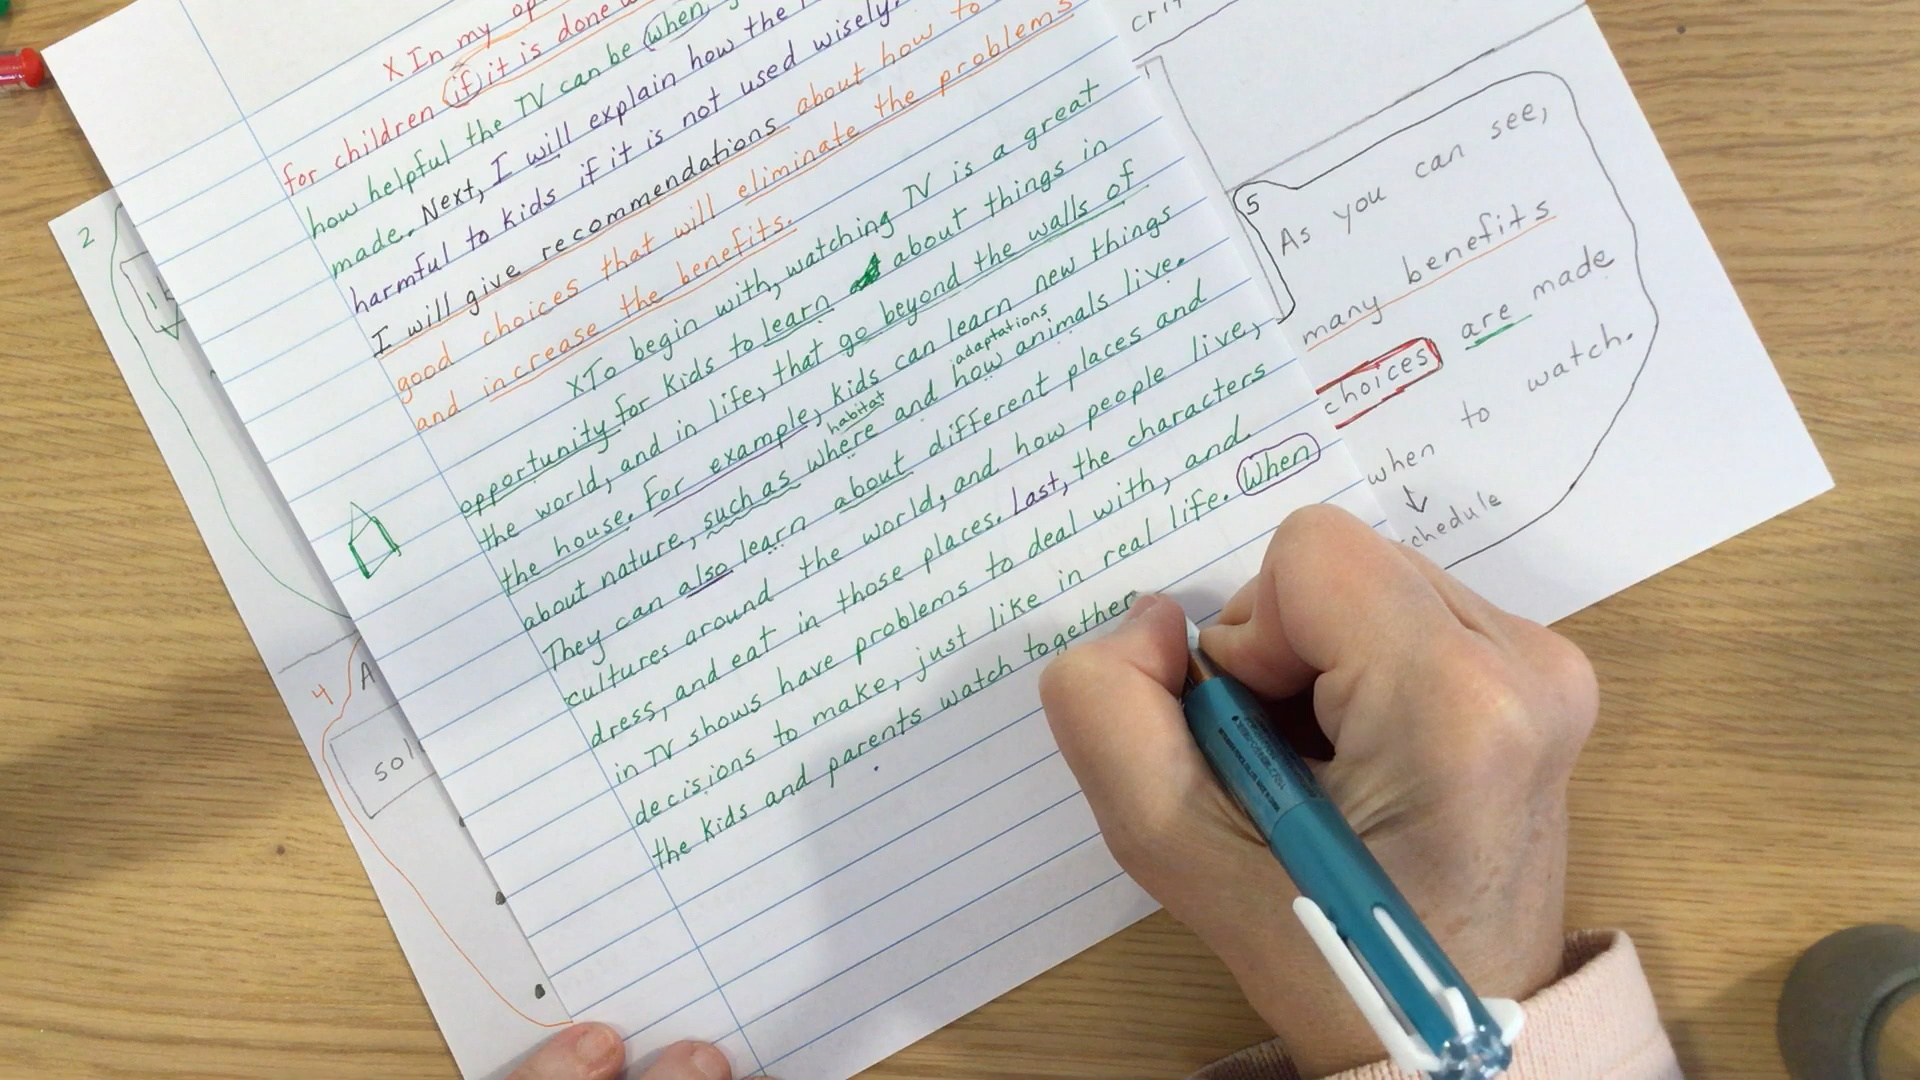 X In my
for children if it is done
how helpful the TV can be when
made. Next, I will explain how the
harmful to kids if it is not used wisely.
I will give recommendations about how to
good choices that will eliminate the problems
and increase the benefits.
X To begin with, watching TV is a great
opportunity for kids to learn about things in
the world, and in life, that go beyond the walls of
the house. For example, kids can learn new things
habitat adaptations
about nature, such as where and how animals live.
They can also learn about different places and
cultures around the world, and how people live,
dress, and eat in those places. Last, the characters
in TV shows have problems to deal with, and
decisions to make, just like in real life. When
the kids and parents watch together
2
4
A
5
As you can see,
many benefits
choices are made
when to watch.